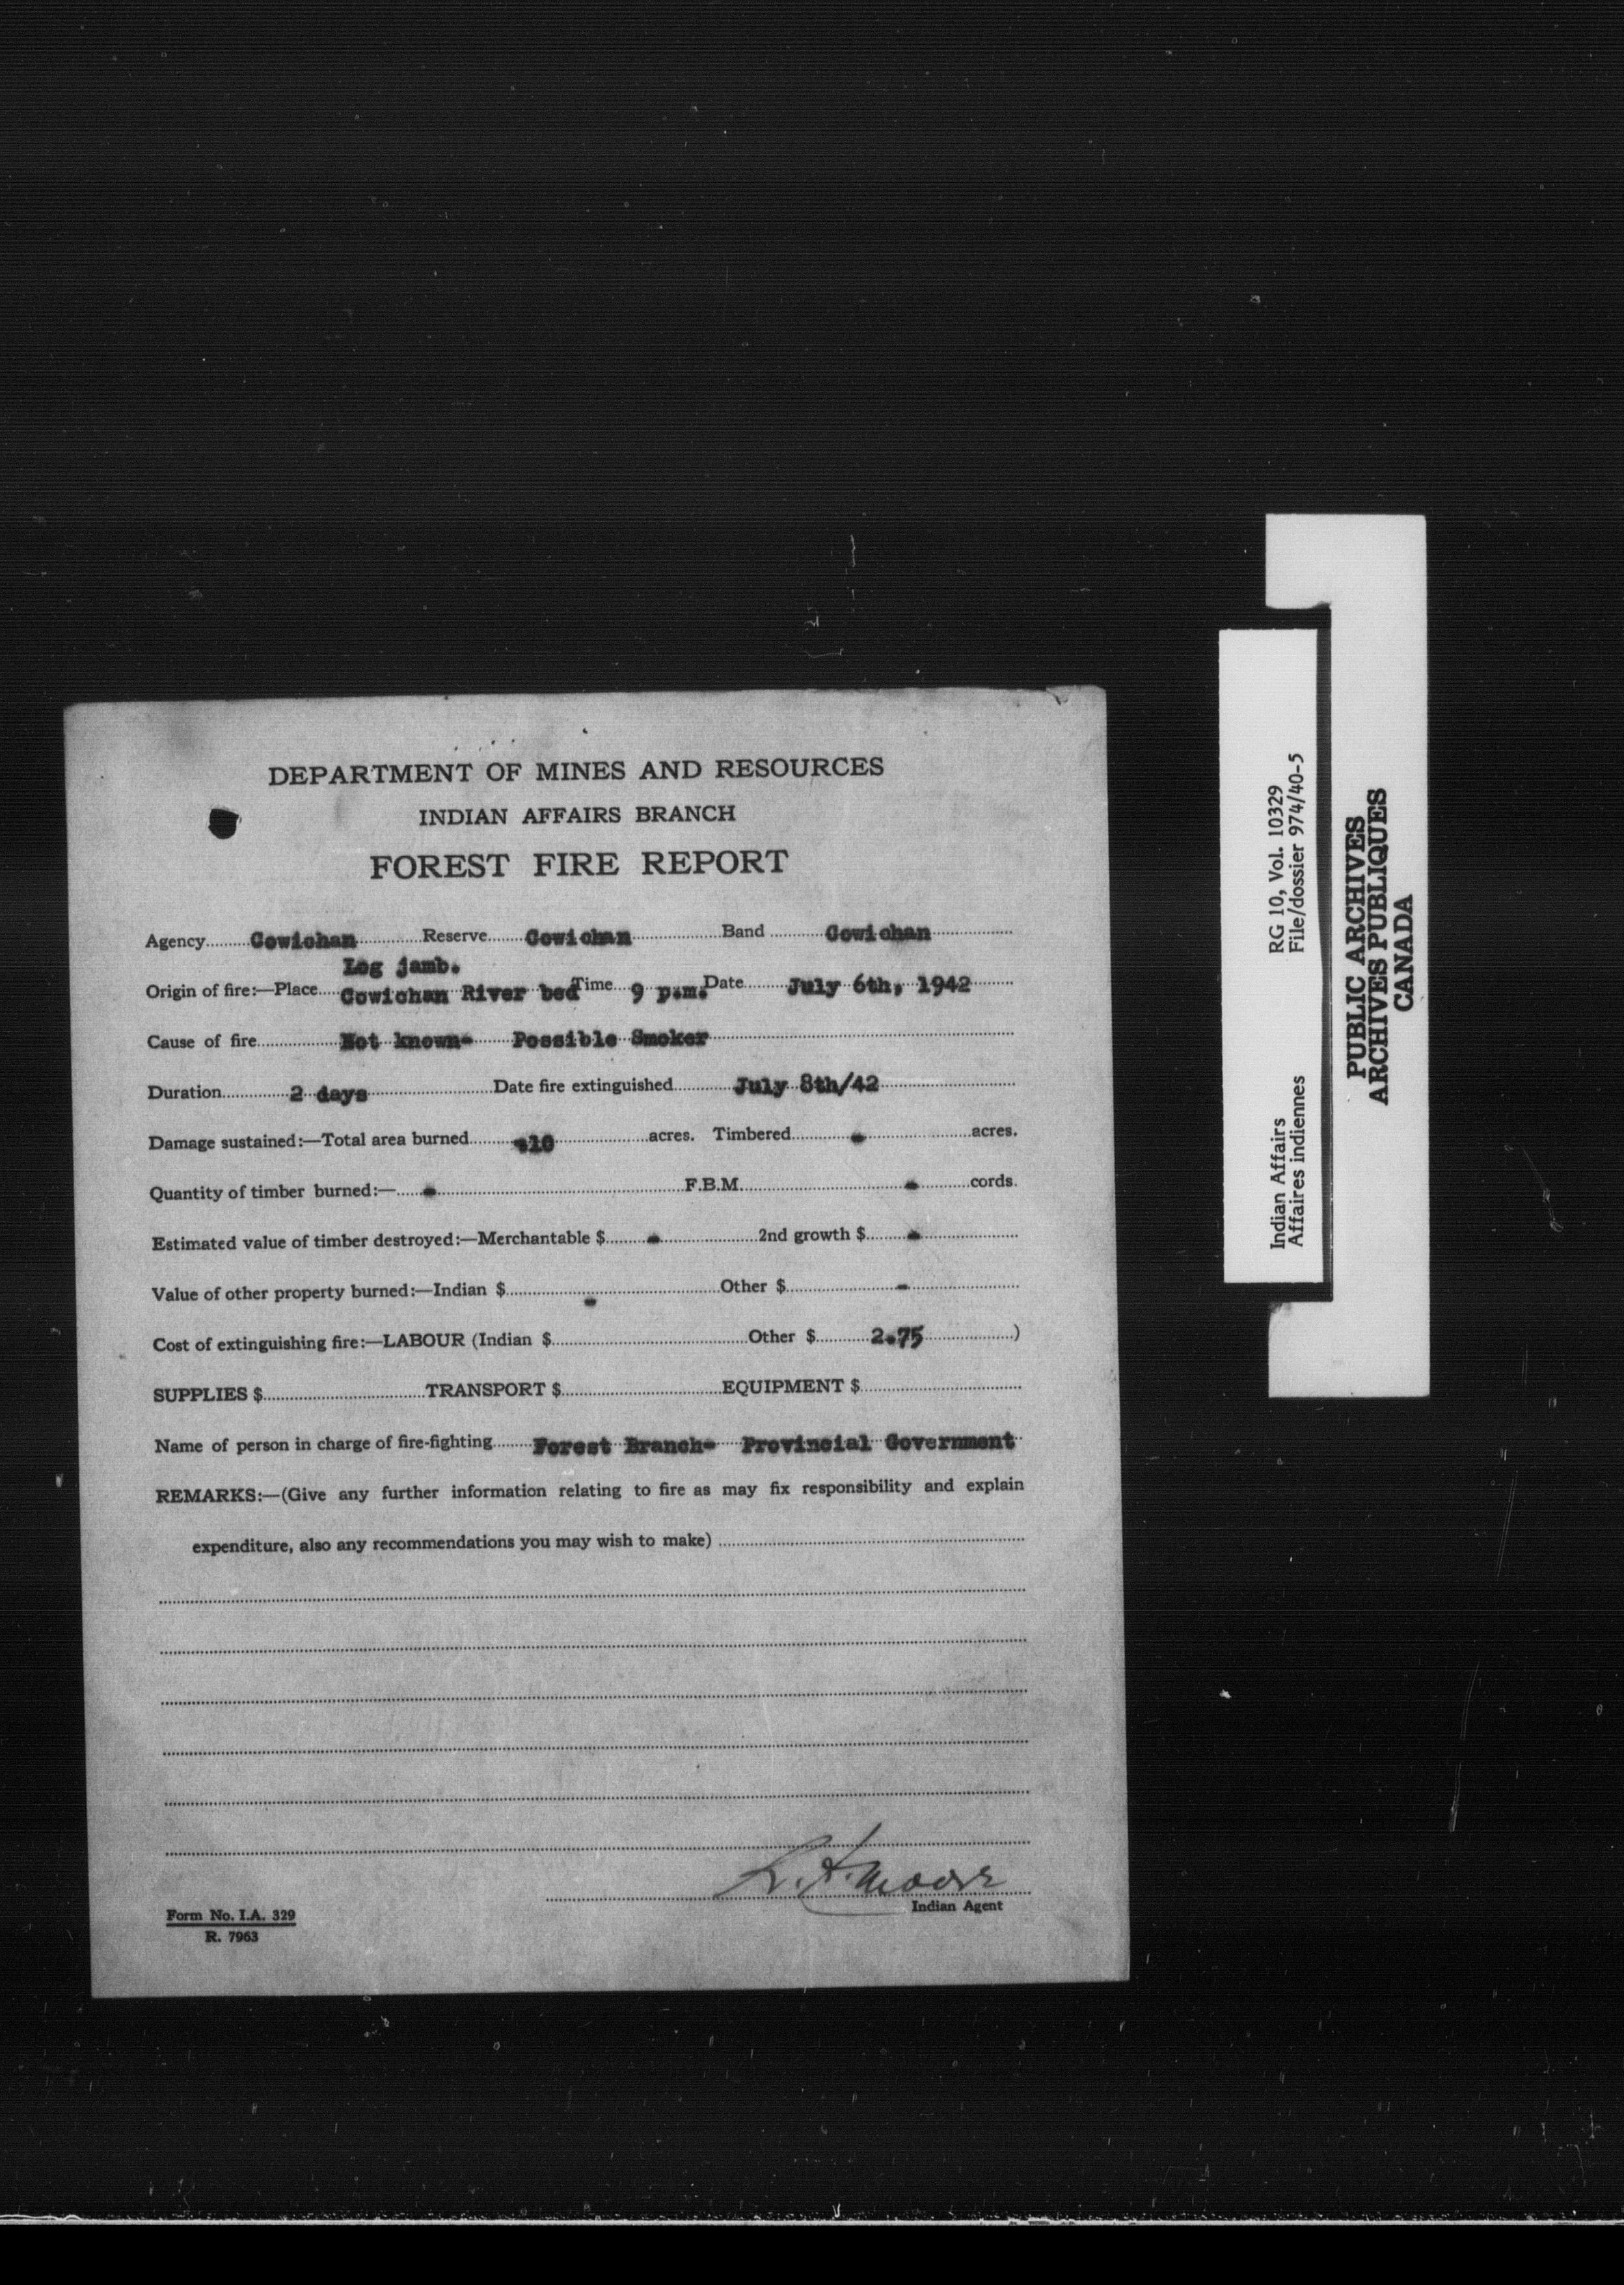 DEPARTMENT OF MINES AND RESOURCES
INDIAN AFFAIRS BRANCH
FOREST FIRE REPORT
Agency Cowichan Reserve Cowichan Band Cowichan
Log jamb.
Origin of fire:—Place Cowichan River bed Time 9 p.m. Date July 6th, 1942
Cause of fire Not known- Possible Smoker
Duration 2 days Date fire extinguished July 8th/42
Damage sustained:—Total area burned .10 acres. Timbered - acres.
Quantity of timber burned:— - F.B.M. - cords.
Estimated value of timber destroyed:—Merchantable $ - 2nd growth $ -
Value of other property burned:—Indian $ - Other $ -
Cost of extinguishing fire:—LABOUR (Indian $ Other $ 2.75 )
SUPPLIES $ TRANSPORT $ EQUIPMENT $
Name of person in charge of fire-fighting Forest Branch- Provincial Government
REMARKS:—(Give any further information relating to fire as may fix responsibility and explain
expenditure, also any recommendations you may wish to make)
Moore
Indian Agent
Form No. I.A. 329
R. 7963
Indian Affairs RG 10, Vol. 10329
Affaires indiennes File/dossier 974/40-5
PUBLIC ARCHIVES
ARCHIVES PUBLIQUES
CANADA